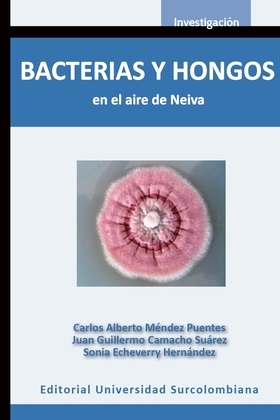 Investigación
BACTERIAS Y HONGOS
en el aire de Neiva
Carlos Alberto Méndez Puentes
Juan Guillermo Camacho Suárez
Sonia Echeverry Hernández
Editorial Universidad Surcolombiana